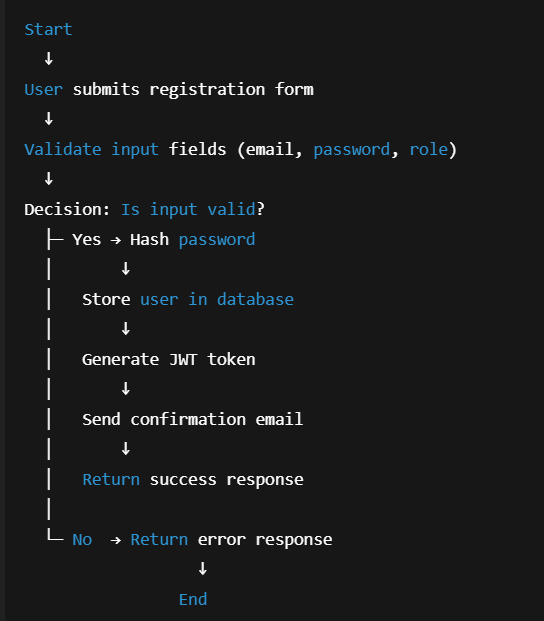 Start
↓
User submits registration form
↓
Validate input fields (email, password, role)
↓
Decision: Is input valid?
├─ Yes → Hash password
│       ↓
│   Store user in database
│       ↓
│   Generate JWT token
│       ↓
│   Send confirmation email
│       ↓
│   Return success response
│
└─ No  → Return error response
↓
End